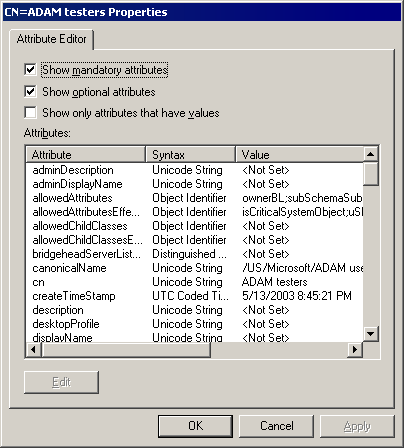 CN=ADAM testers Properties
Attribute Editor
Show mandatory attributes
Show optional attributes
Show only attributes that have values
Attributes:
Attribute Syntax Value
adminDescription Unicode String <Not Set>
adminDisplayName Unicode String <Not Set>
allowedAttributes Object Identifier ownerBL;subSchemaSub
allowedAttributesEffe... Object Identifier isCriticalSystemObject;uSI
allowedChildClasses Object Identifier <Not Set>
allowedChildClassesE... Object Identifier <Not Set>
bridgeheadServerList... Distinguished ... <Not Set>
canonicalName Unicode String /US/Microsoft/ADAM use
cn Unicode String ADAM testers
createTimeStamp UTC Coded Ti... 5/13/2003 8:45:21 PM
description Unicode String <Not Set>
desktopProfile Unicode String <Not Set>
displayName Unicode String <Not Set>
Edit
OK Cancel Apply